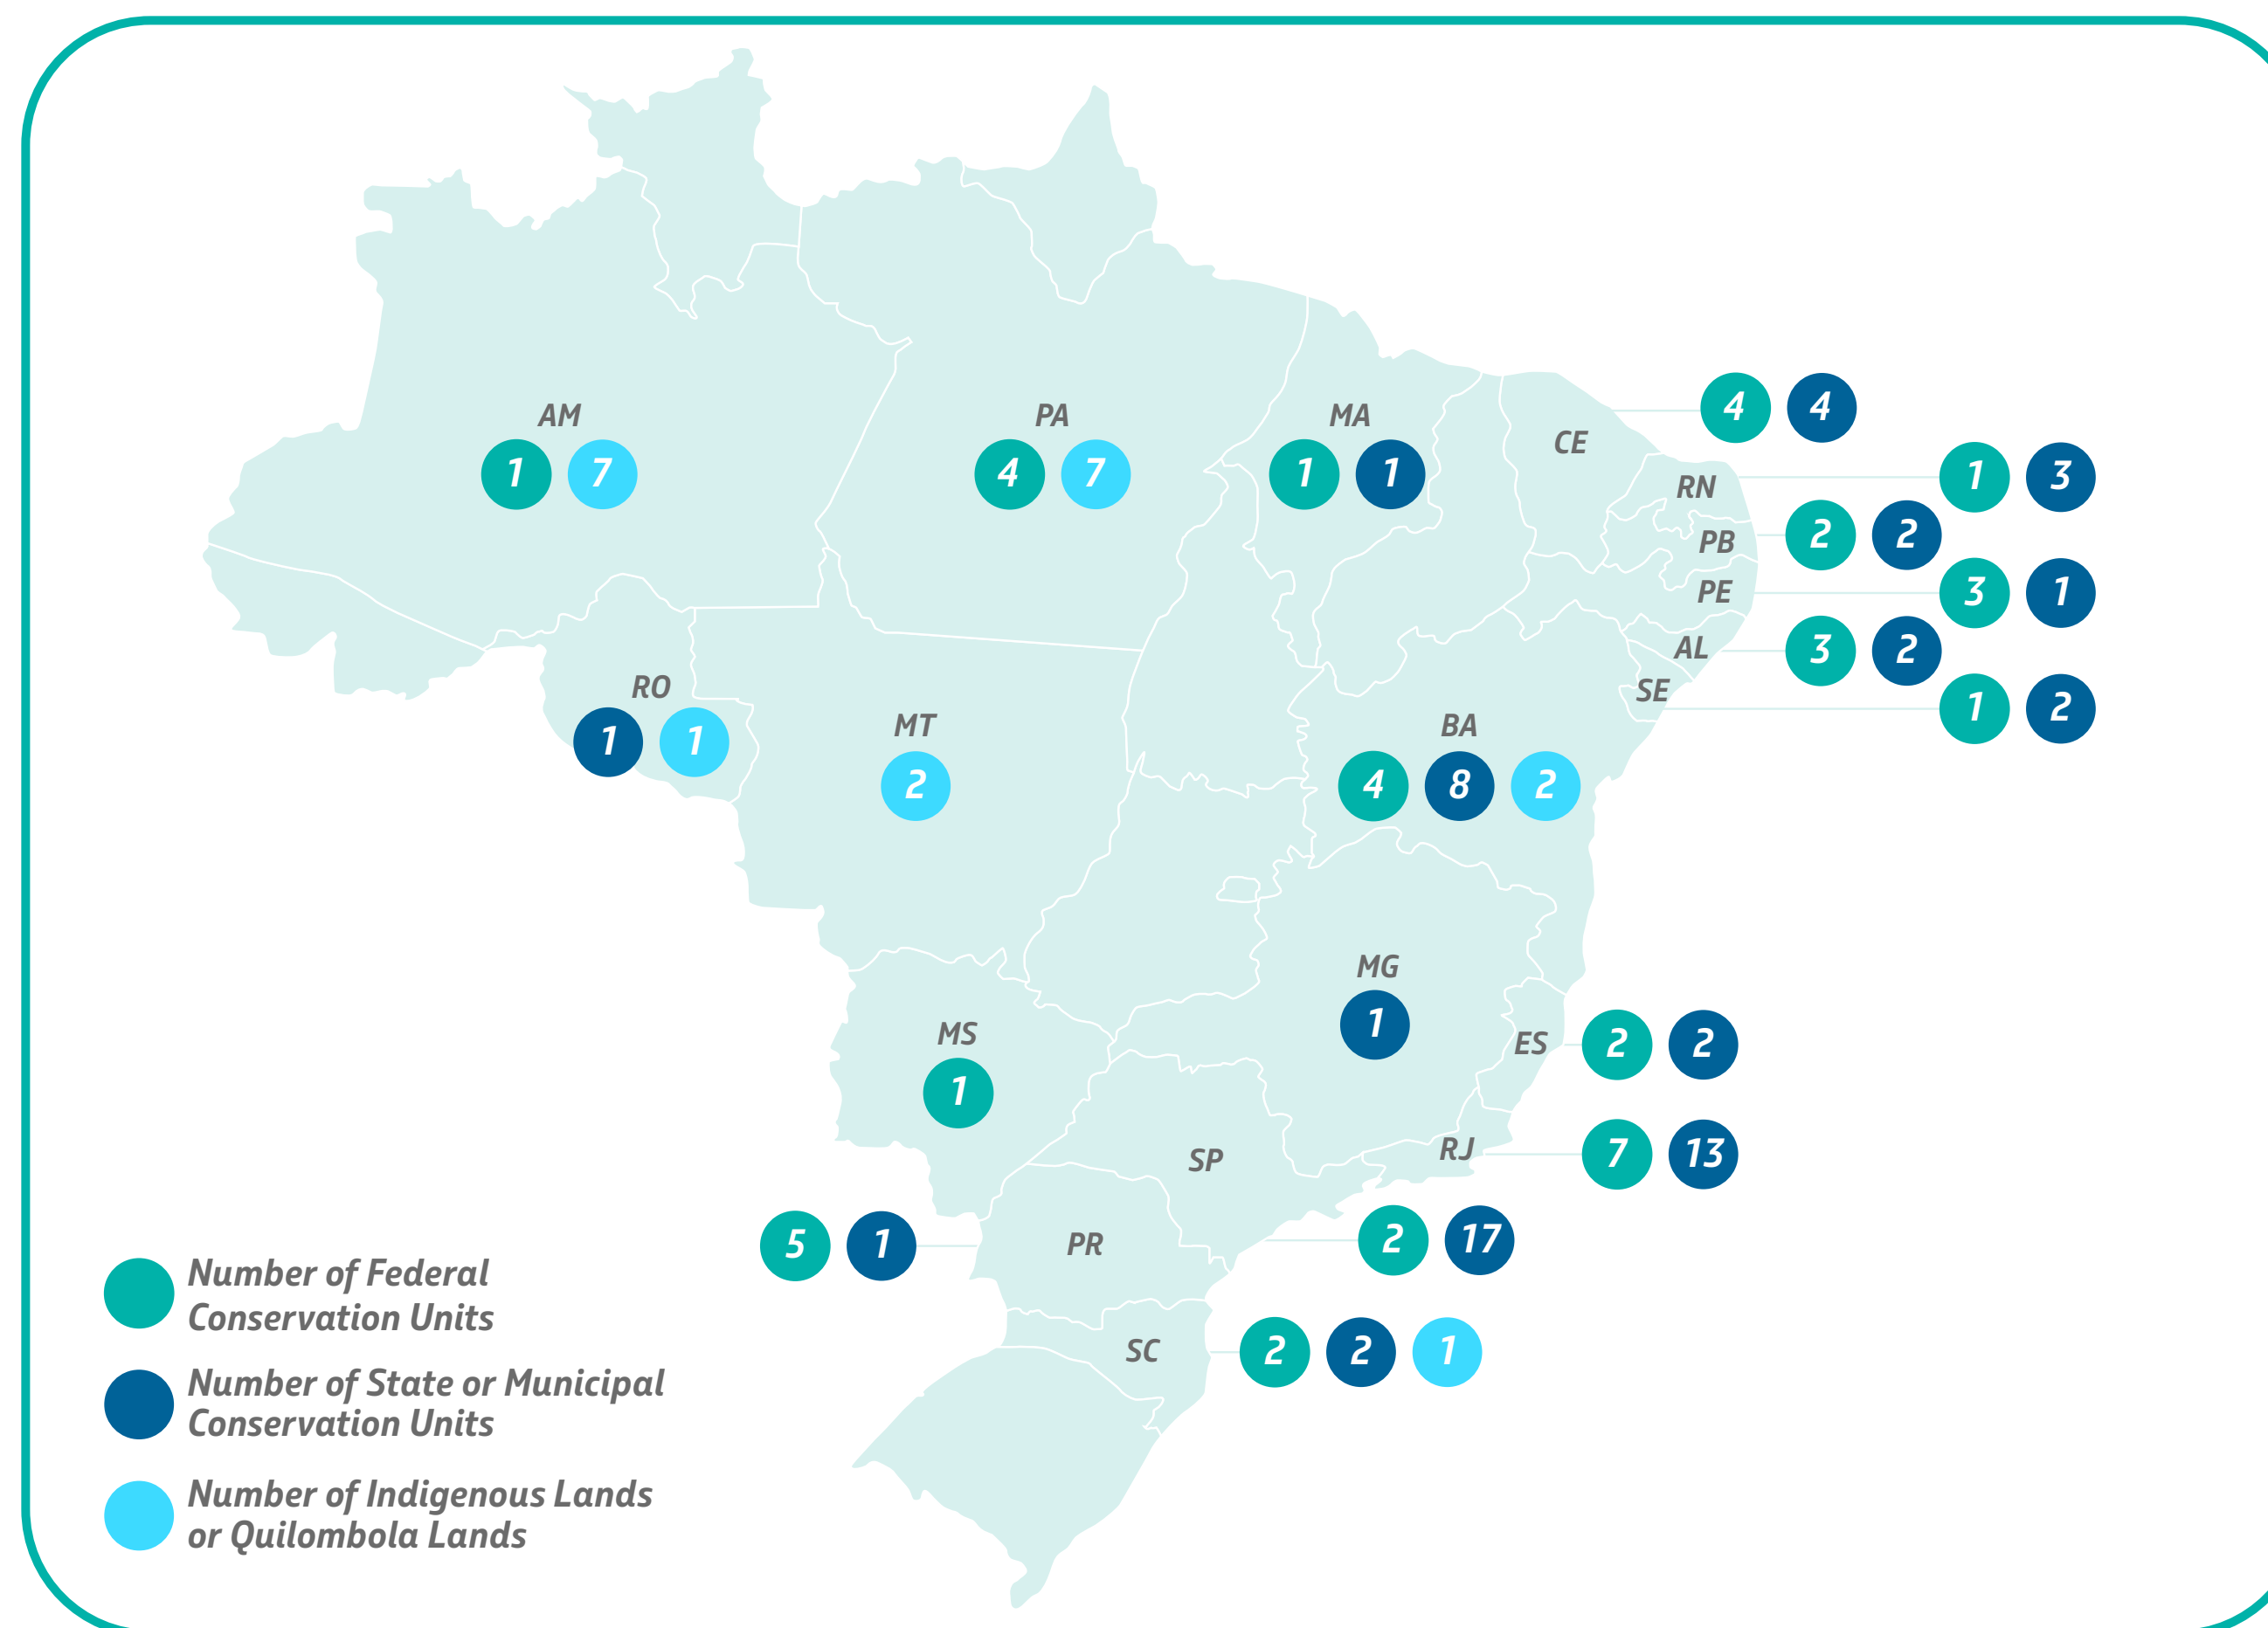 AM
1 7
PA
4 7
MA
1 1
CE
4 4
RN
1 3
PB
2 2
PE
3 1
AL
3 2
SE
1 2
RO
1 1
MT
2
BA
4 8 2
MG
1
MS
1
ES
2 2
RJ
7 13
SP
2 17
PR
5 1
SC
2 2 1
Number of Federal
Conservation Units
Number of State or Municipal
Conservation Units
Number of Indigenous Lands
or Quilombola Lands